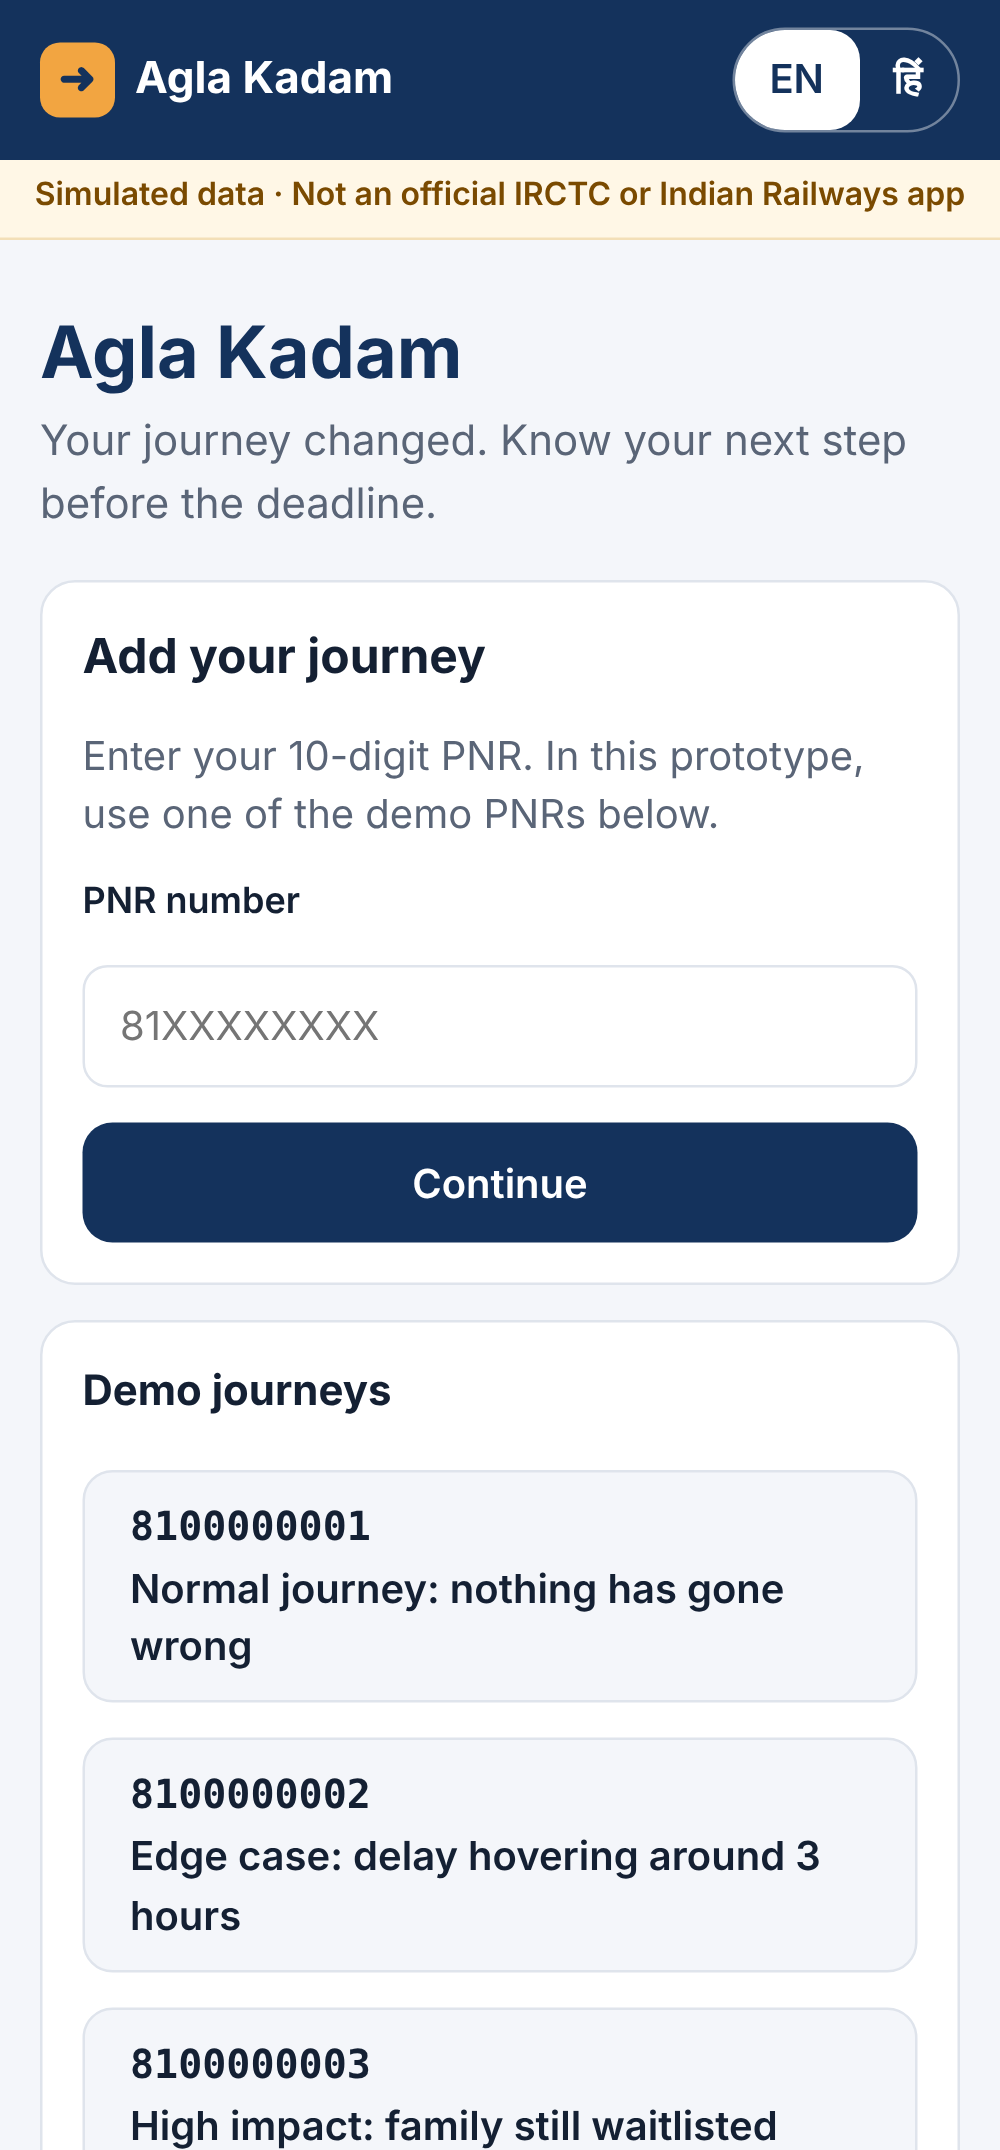 Agla Kadam
EN
हिं
Simulated data · Not an official IRCTC or Indian Railways app
Agla Kadam
Your journey changed. Know your next step
before the deadline.
Add your journey
Enter your 10-digit PNR. In this prototype,
use one of the demo PNRs below.
PNR number
81XXXXXXXX
Continue
Demo journeys
8100000001
Normal journey: nothing has gone
wrong
8100000002
Edge case: delay hovering around 3
hours
8100000003
High impact: family still waitlisted